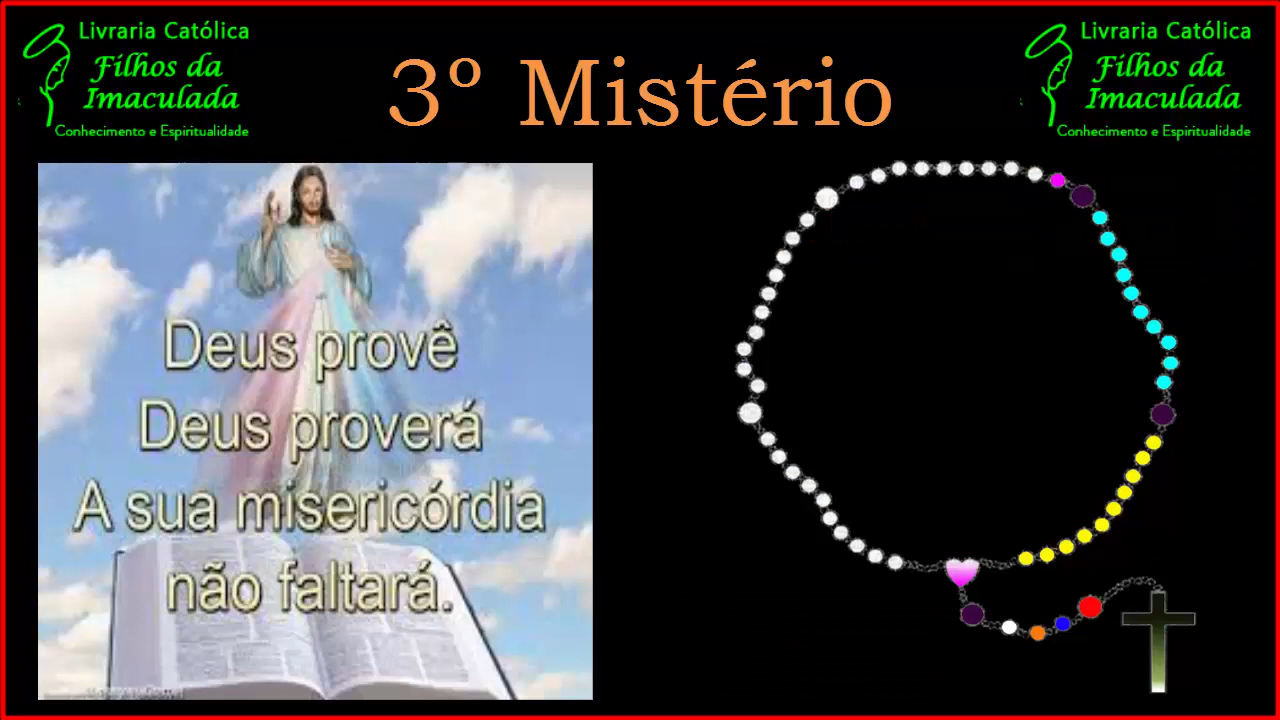 Livraria Católica
Filhos da
Imaculada
Conhecimento e Espiritualidade
3º Mistério
Livraria Católica
Filhos da
Imaculada
Conhecimento e Espiritualidade
Deus provê
Deus proverá
A sua misericórdia
não faltará.